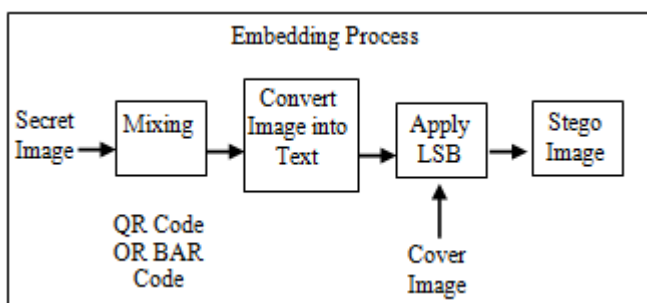 Embedding Process
Secret
Image
Mixing
Convert
Image into
Text
Apply
LSB
Stego
Image
QR Code
OR BAR
Code
Cover
Image